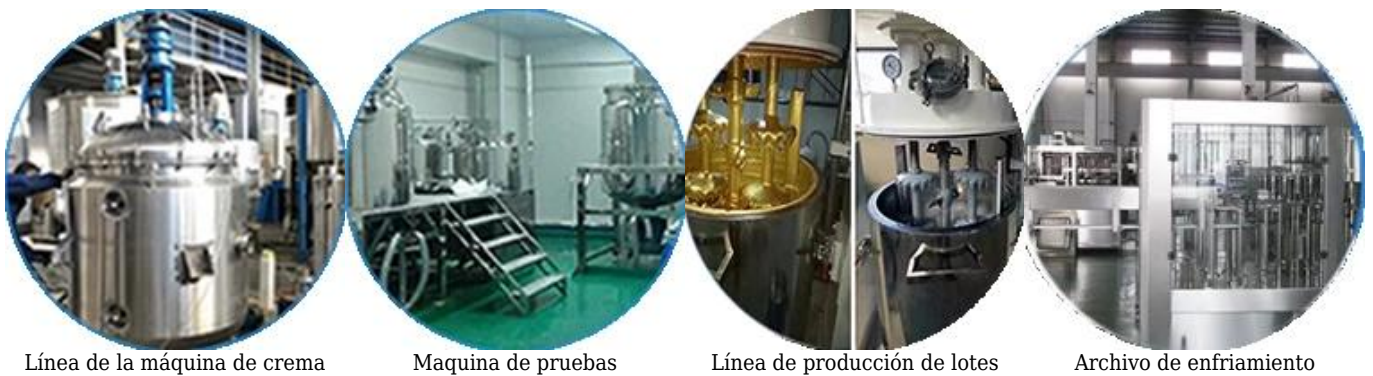 Línea de la máquina de crema
Maquina de pruebas
Línea de producción de lotes
Archivo de enfriamiento